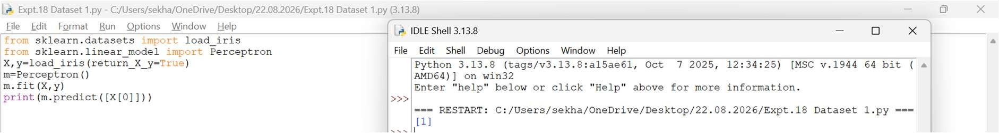 Expt.18 Dataset 1.py - C:/Users/sekha/OneDrive/Desktop/22.08.2026/Expt.18 Dataset 1.py (3.13.8)
File Edit Format Run Options Window Help
from sklearn.datasets import load_iris
from sklearn.linear_model import Perceptron
X,y=load_iris(return_X_y=True)
m=Perceptron()
m.fit(X,y)
print(m.predict([X[0]]))
IDLE Shell 3.13.8
File Edit Shell Debug Options Window Help
Python 3.13.8 (tags/v3.13.8:a15ae61, Oct  7 2025, 12:34:25) [MSC v.1944 64 bit (
AMD64)] on win32
Enter "help" below or click "Help" above for more information.
>>>
=== RESTART: C:/Users/sekha/OneDrive/Desktop/22.08.2026/Expt.18 Dataset 1.py ===
[1]
>>>